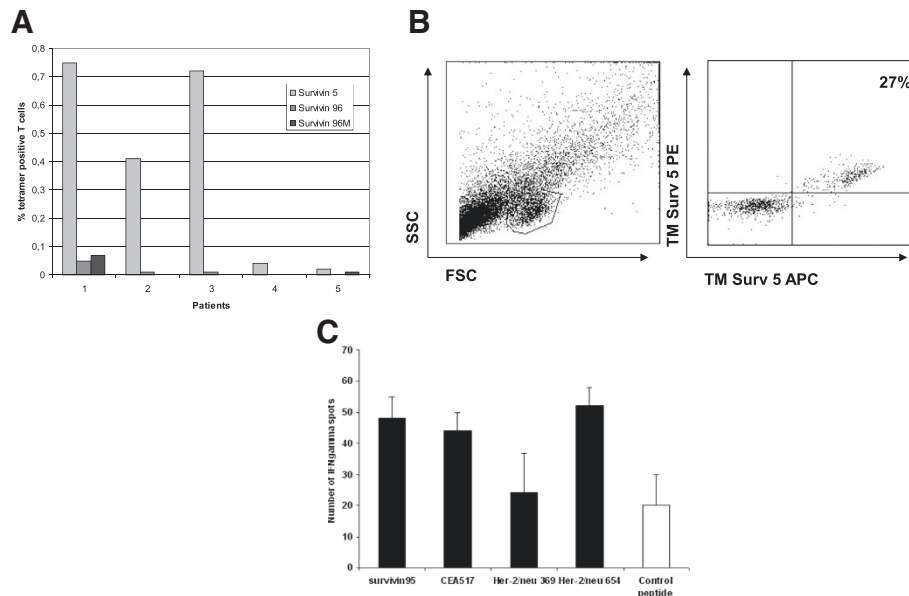 A
0,8
0,7
0,6
0,5
0,4
0,3
0,2
0,1
0
% tetramer positive T cells
Survivin 5
Survivin 96
Survivin 96M
1 2 3 4 5
Patients
B
SSC
FSC
TM Surv 5 PE
27%
TM Surv 5 APC
C
70
60
50
40
30
20
10
0
Number of IFNgamma spots
survivin95 CEA517 Her-2/neu 369 Her-2/neu 654 Control
peptide